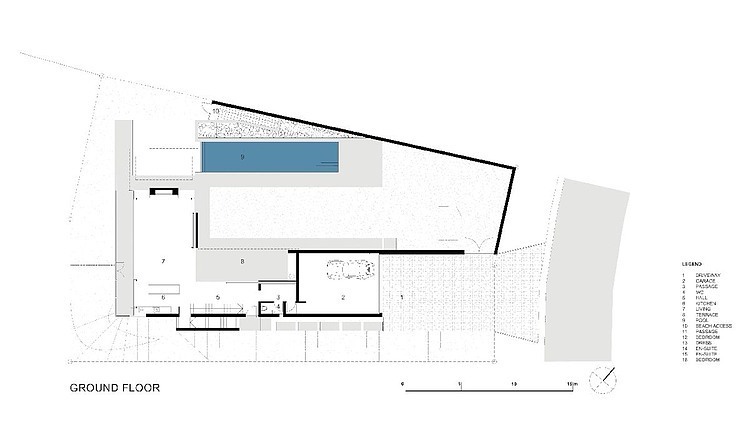 10
9
7
8
6
5
3
4
2
1
LEGEND
1 DRIVEWAY
2 GARAGE
3 PASSAGE
4 WC
5 HALL
6 KITCHEN
7 LIVING
8 TERRACE
9 POOL
10 BEACH ACCESS
11 PASSAGE
12 BEDROOM
13 DRESS
14 EN-SUITE
15 EN-SUITE
16 BEDROOM
GROUND FLOOR
0 5 10 15m